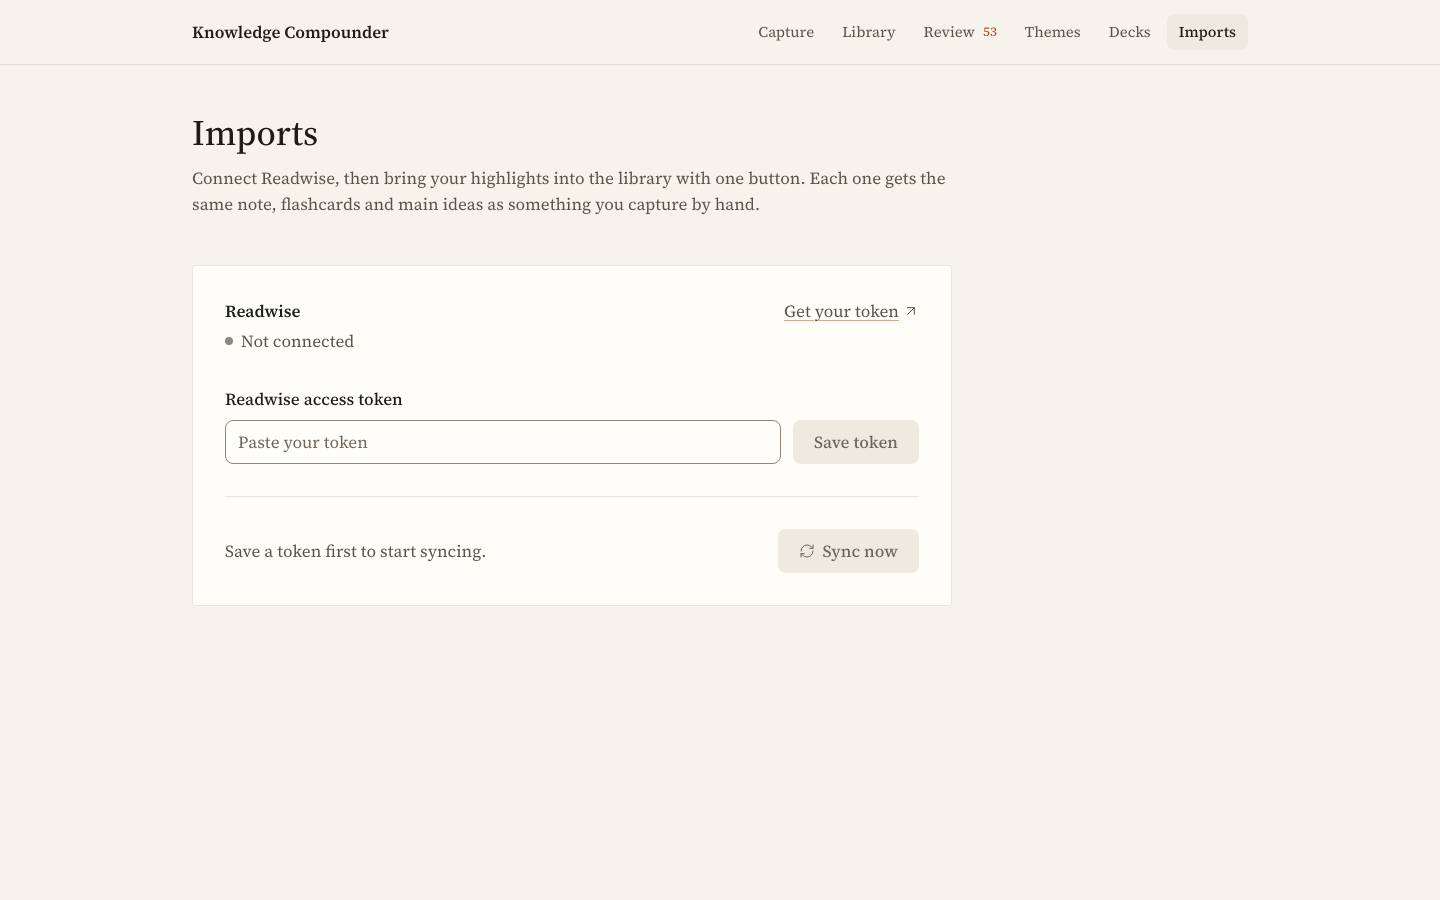 Knowledge Compounder
Capture
Library
Review 53
Themes
Decks
Imports
Imports
Connect Readwise, then bring your highlights into the library with one button. Each one gets the
same note, flashcards and main ideas as something you capture by hand.
Readwise
Get your token
Not connected
Readwise access token
Paste your token
Save token
Save a token first to start syncing.
Sync now